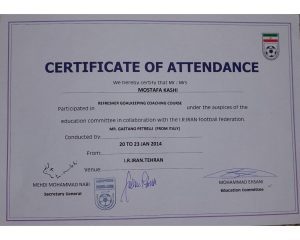 CERTIFICATE OF ATTENDANCE
We hereby certify that Mr / Mrs
MOSTAFA KASHI
REFRESHER GOALKEEPING COACHING COURSE
Participated in under the auspices of the
education committee in collaboration with the I.R.IRAN football federation.
MR. GAETANO PETRELLI (FROM ITALY)
Conducted by:
20 TO 23 JAN 2014
From:
I.R.IRAN.TEHRAN
Venue:
MEHDI MOHAMMAD NABI
Secretary General
MOHAMMAD EHSANI
Education Committee